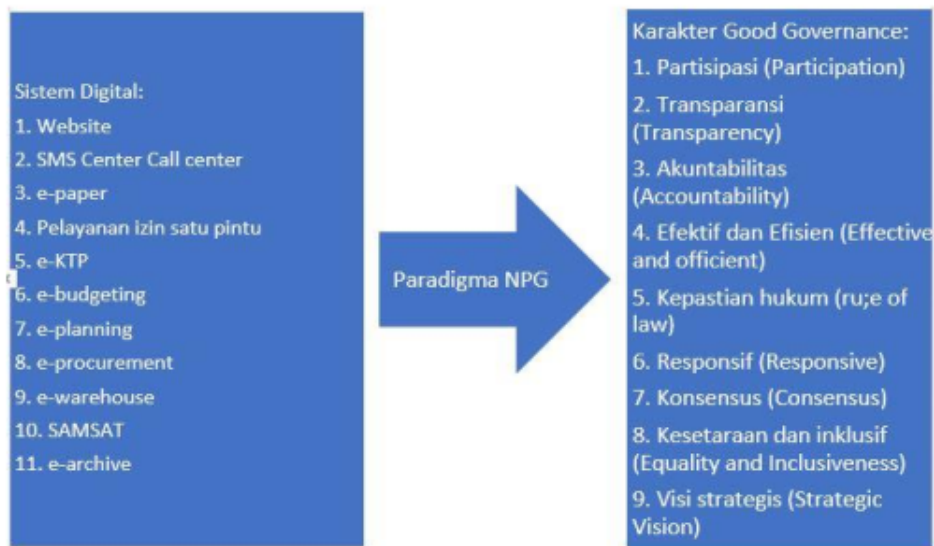 Sistem Digital:
1. Website
2. SMS Center Call center
3. e-paper
4. Pelayanan izin satu pintu
5. e-KTP
6. e-budgeting
7. e-planning
8. e-procurement
9. e-warehouse
10. SAMSAT
11. e-archive
Paradigma NPG
Karakter Good Governance:
1. Partisipasi (Participation)
2. Transparansi
(Transparency)
3. Akuntabilitas
(Accountability)
4. Efektif dan Efisien (Effective
and officient)
5. Kepastian hukum (ru;e of
law)
6. Responsif (Responsive)
7. Konsensus (Consensus)
8. Kesetaraan dan inklusif
(Equality and Inclusiveness)
9. Visi strategis (Strategic
Vision)